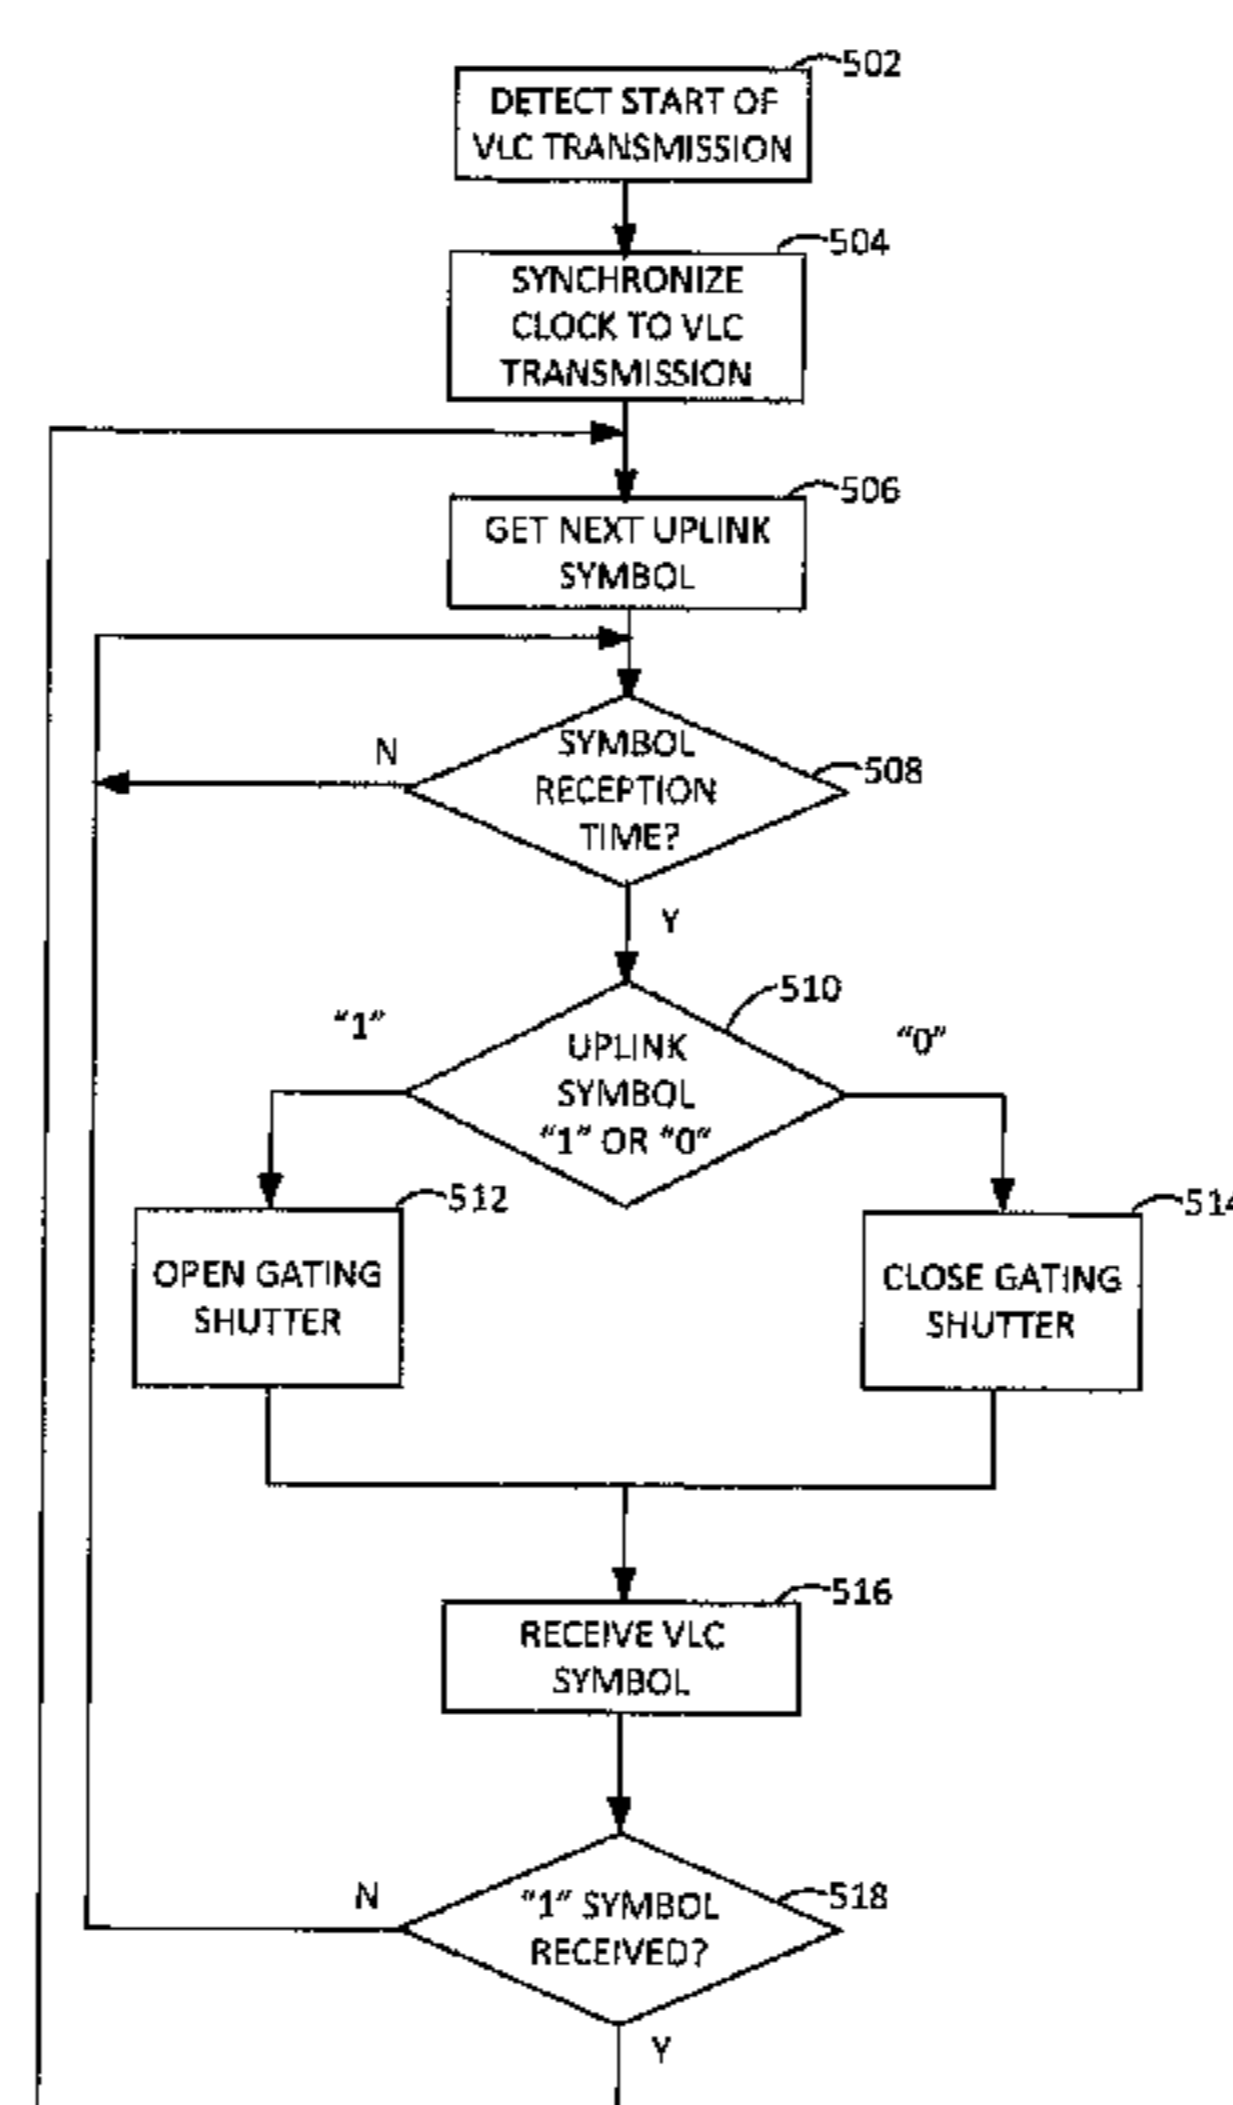 502
DETECT START OF
VLC TRANSMISSION
504
SYNCHRONIZE
CLOCK TO VLC
TRANSMISSION
506
GET NEXT UPLINK
SYMBOL
N
SYMBOL
RECEPTION
TIME?
508
Y
510
"1"
UPLINK
SYMBOL
"1" OR "0"
"0"
512
OPEN GATING
SHUTTER
514
CLOSE GATING
SHUTTER
516
RECEIVE VLC
SYMBOL
N
"1" SYMBOL
RECEIVED?
518
Y